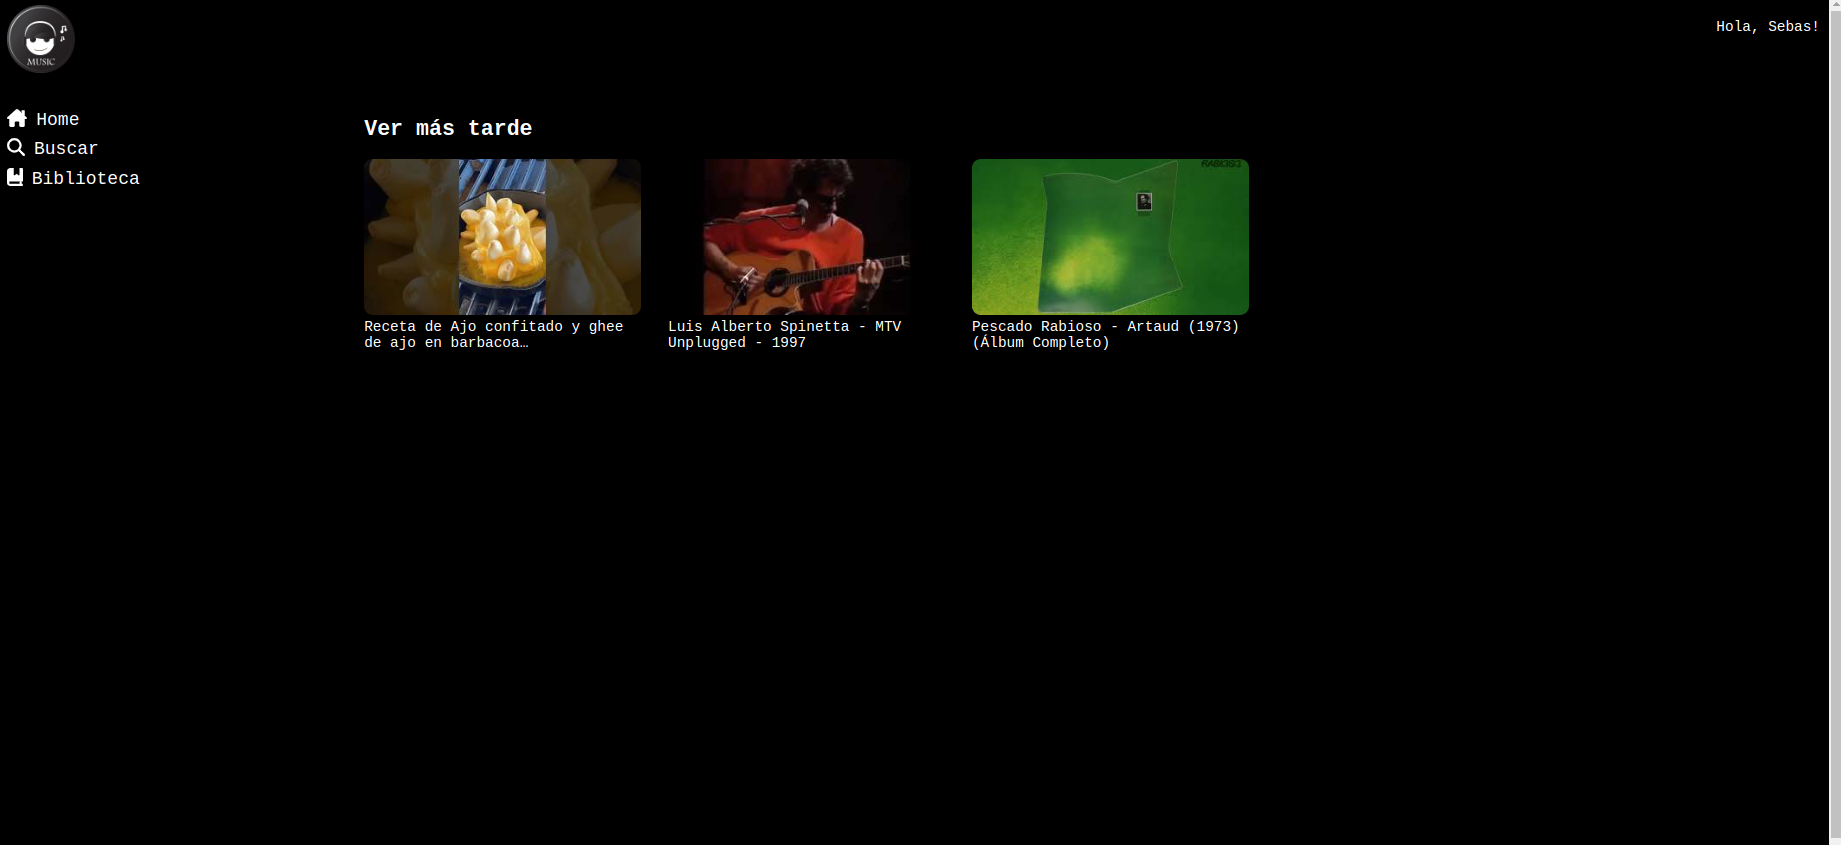 MUSIC
Hola, Sebas!
Home
Buscar
Biblioteca
Ver más tarde
Receta de Ajo confitado y ghee
de ajo en barbacoa…
Luis Alberto Spinetta - MTV
Unplugged - 1997
Pescado Rabioso - Artaud (1973)
(Álbum Completo)